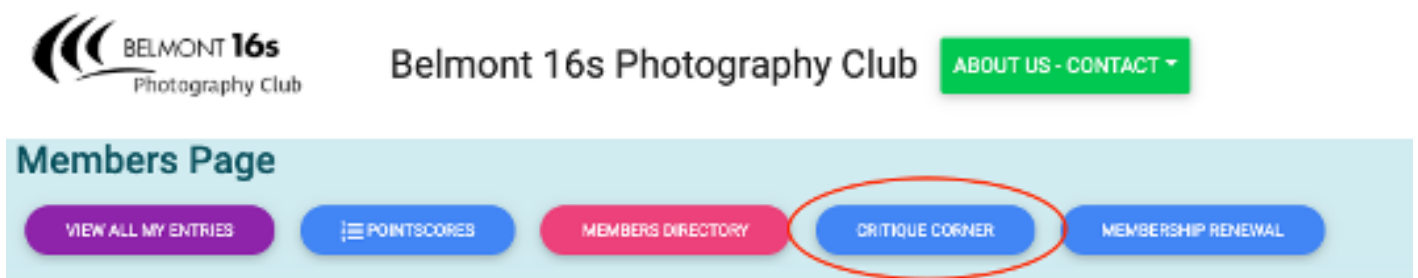 BELMONT 16s
Photography Club
Belmont 16s Photography Club
ABOUT US - CONTACT
Members Page
VIEW ALL MY ENTRIES
POINTSCORES
MEMBERS DIRECTORY
CRITIQUE CORNER
MEMBERSHIP RENEWAL